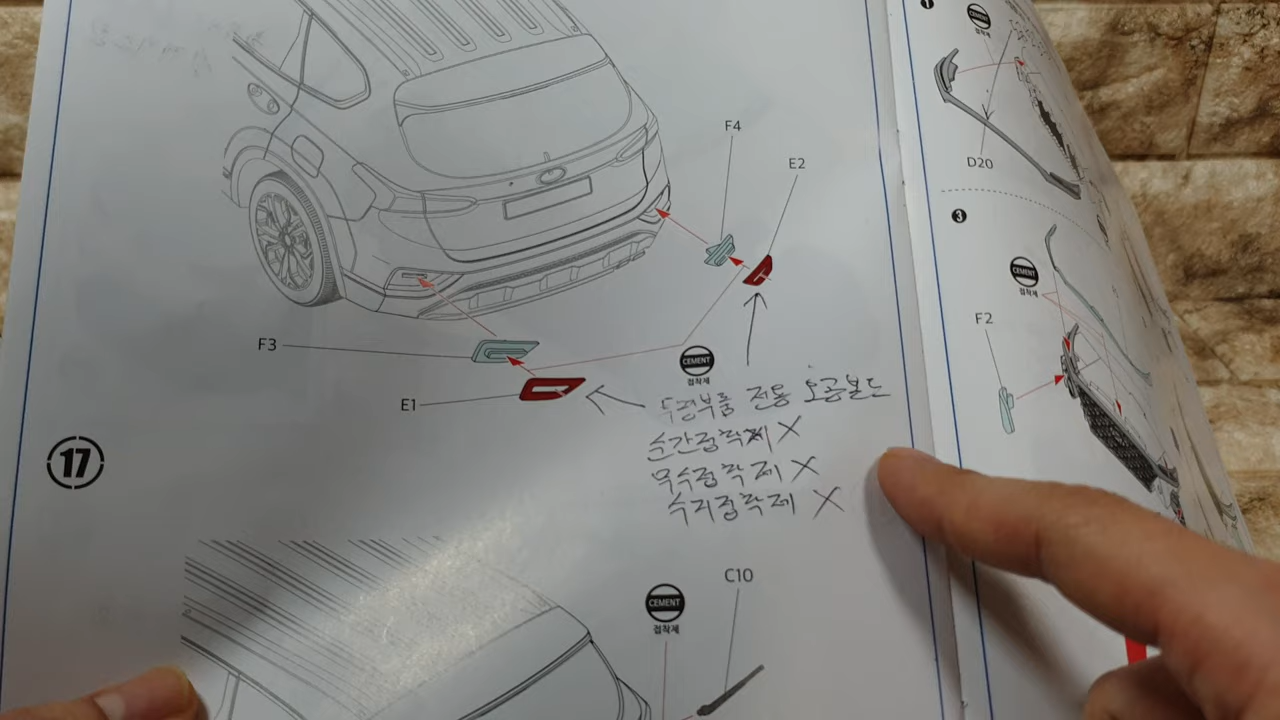 F4
E2
F3
E1
CEMENT
접착제
투명부품 전용 오공본드
순간접착제 X
무수접착제 X
수지접착제 X
17
C10
CEMENT
접착제
1
CEMENT
접착제
D20
3
CEMENT
접착제
F2